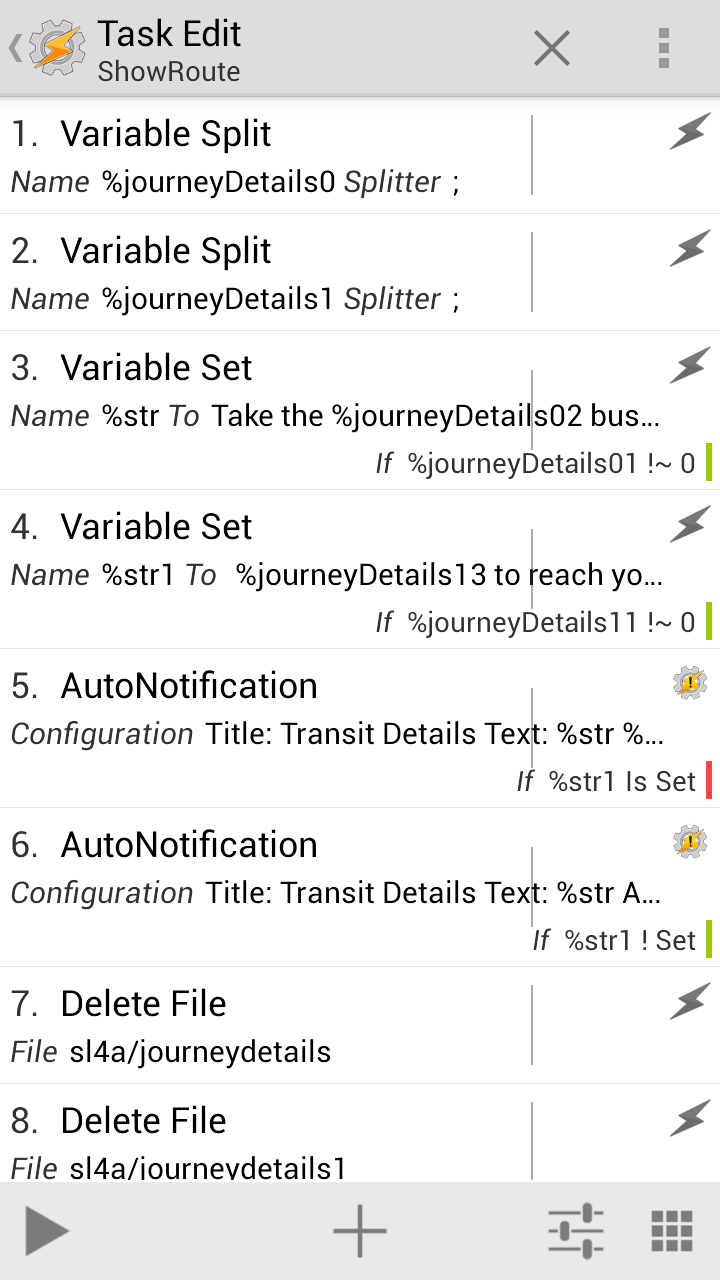 Task Edit
ShowRoute
1. Variable Split
Name %journeyDetails0 Splitter ;
2. Variable Split
Name %journeyDetails1 Splitter ;
3. Variable Set
Name %str To Take the %journeyDetails02 bus...
If %journeyDetails01 !~ 0
4. Variable Set
Name %str1 To %journeyDetails13 to reach yo...
If %journeyDetails11 !~ 0
5. AutoNotification
Configuration Title: Transit Details Text: %str %...
If %str1 Is Set
6. AutoNotification
Configuration Title: Transit Details Text: %str A...
If %str1 ! Set
7. Delete File
File sl4a/journeydetails
8. Delete File
File sl4a/journeydetails1